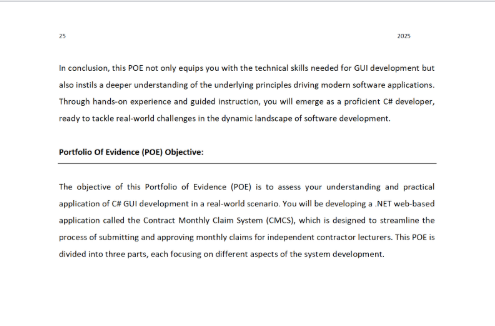 25 2025
In conclusion, this POE not only equips you with the technical skills needed for GUI development but
also instils a deeper understanding of the underlying principles driving modern software applications.
Through hands-on experience and guided instruction, you will emerge as a proficient C# developer,
ready to tackle real-world challenges in the dynamic landscape of software development.
Portfolio Of Evidence (POE) Objective:
The objective of this Portfolio of Evidence (POE) is to assess your understanding and practical
application of C# GUI development in a real-world scenario. You will be developing a .NET web-based
application called the Contract Monthly Claim System (CMCS), which is designed to streamline the
process of submitting and approving monthly claims for independent contractor lecturers. This POE is
divided into three parts, each focusing on different aspects of the system development.